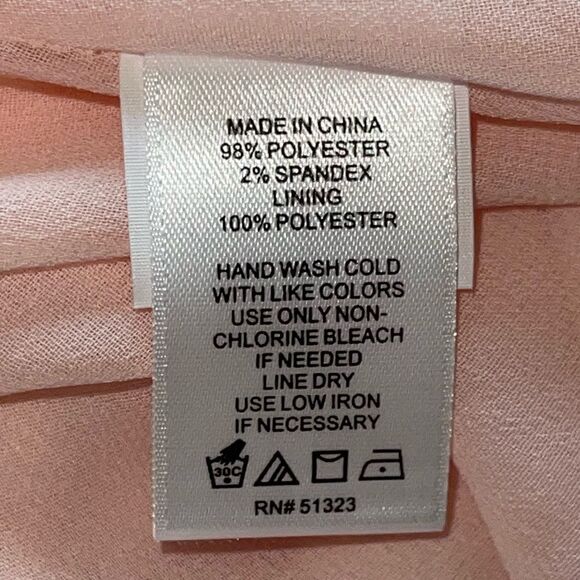 MADE IN CHINA
98% POLYESTER
2% SPANDEX
LINING
100% POLYESTER
HAND WASH COLD
WITH LIKE COLORS
USE ONLY NON-
CHLORINE BLEACH
IF NEEDED
LINE DRY
USE LOW IRON
IF NECESSARY
30C
RN# 51323